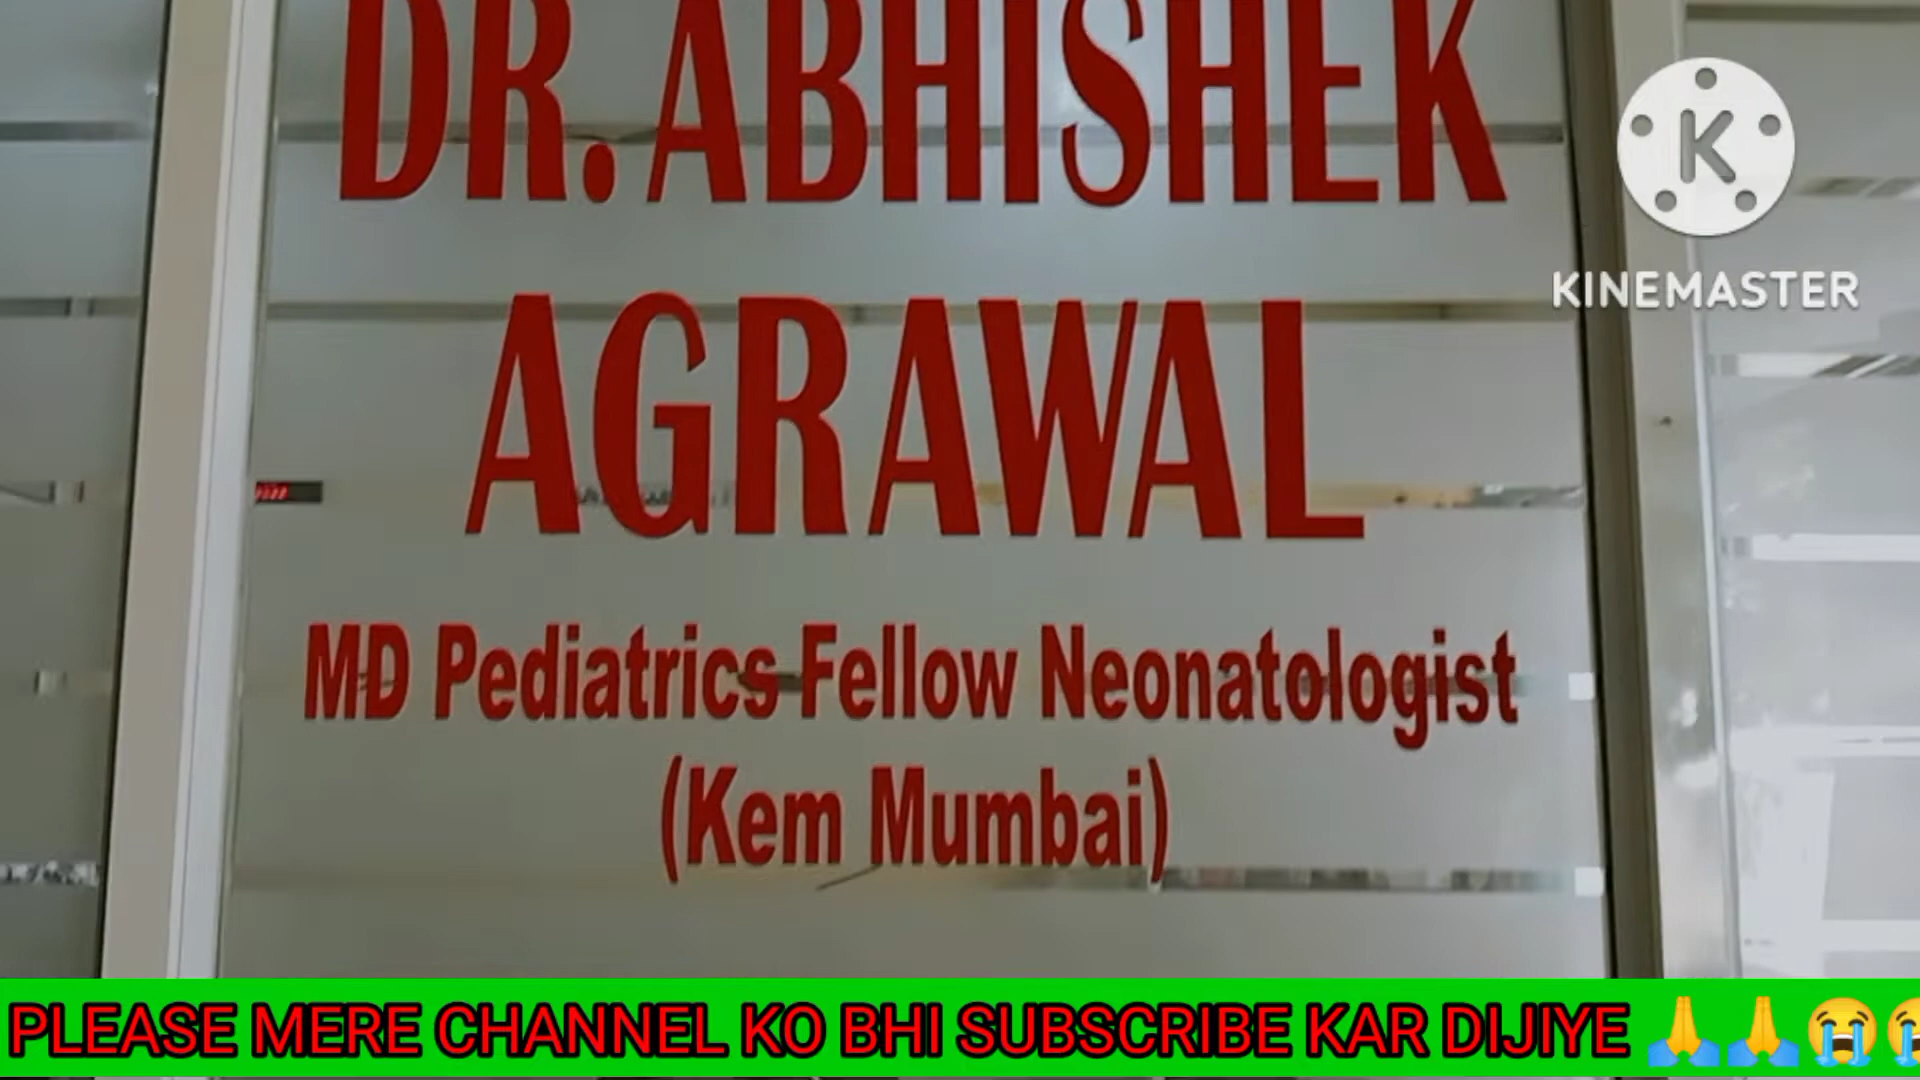 DR. ABHISHEK
AGRAWAL
MD Pediatrics Fellow Neonatologist
(Kem Mumbai)
K
KINEMASTER
PLEASE MERE CHANNEL KO BHI SUBSCRIBE KAR DIJIYE 🙏🙏😭😭